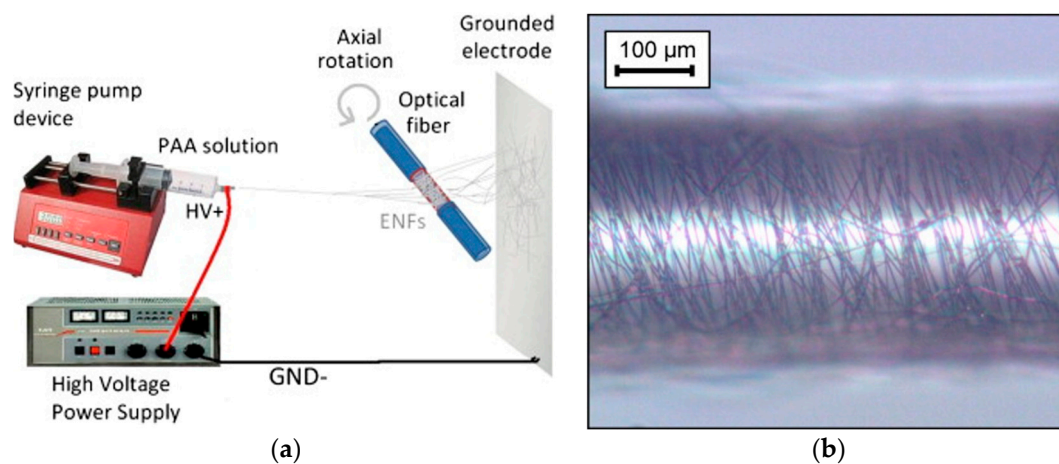 Syringe pump
device
PAA solution
HV+
Axial
rotation
Optical
fiber
Grounded
electrode
ENFs
High Voltage
Power Supply
GND-
(a)
100 µm
(b)